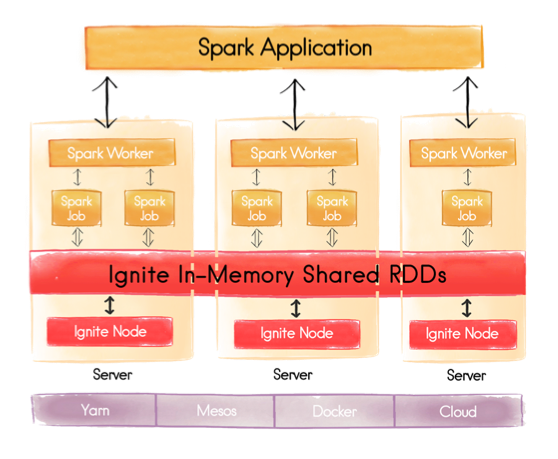 Spark Application
Spark Worker
Spark Worker
Spark Worker
Spark
Job
Spark
Job
Spark
Job
Spark
Job
Spark
Job
Ignite In-Memory Shared RDDs
Ignite Node
Ignite Node
Ignite Node
Server
Server
Server
Yarn
Mesos
Docker
Cloud